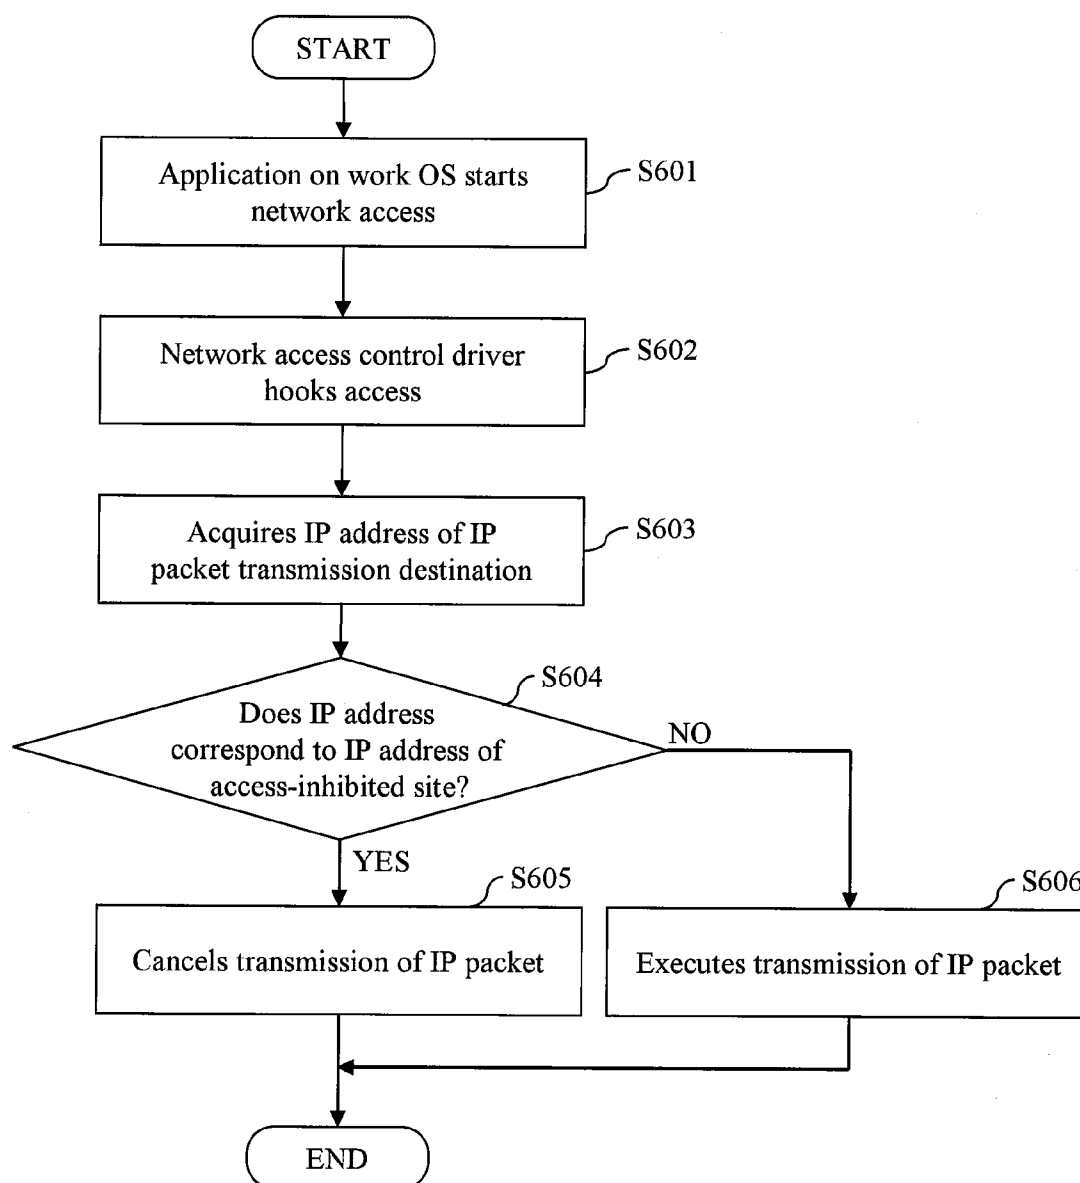 START
Application on work OS starts
network access
S601
Network access control driver
hooks access
S602
Acquires IP address of IP
packet transmission destination
S603
S604
Does IP address
correspond to IP address of
access-inhibited site?
NO
YES
S605
Cancels transmission of IP packet
S606
Executes transmission of IP packet
END